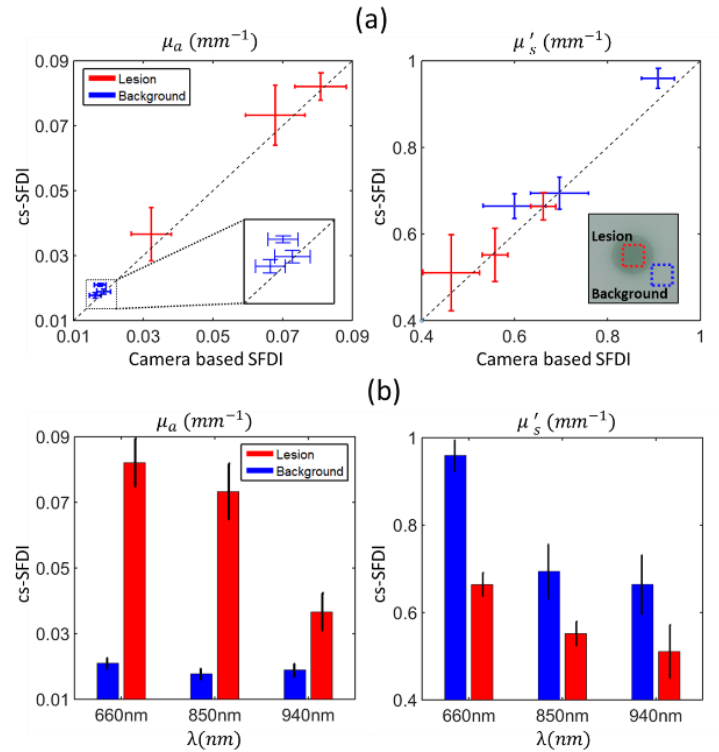 (a)
μₐ (mm⁻¹)
μ′ₛ (mm⁻¹)
0.09
0.07
0.05
0.03
0.01
cs-SFDI
Lesion
Background
0.01 0.03 0.05 0.07 0.09
Camera based SFDI
1
0.8
0.6
0.4
cs-SFDI
Lesion
Background
0.4 0.6 0.8 1
Camera based SFDI
(b)
μₐ (mm⁻¹)
μ′ₛ (mm⁻¹)
0.09
0.07
0.05
0.03
0.01
cs-SFDI
Lesion
Background
660nm 850nm 940nm
λ(nm)
1
0.8
0.6
0.4
cs-SFDI
660nm 850nm 940nm
λ(nm)